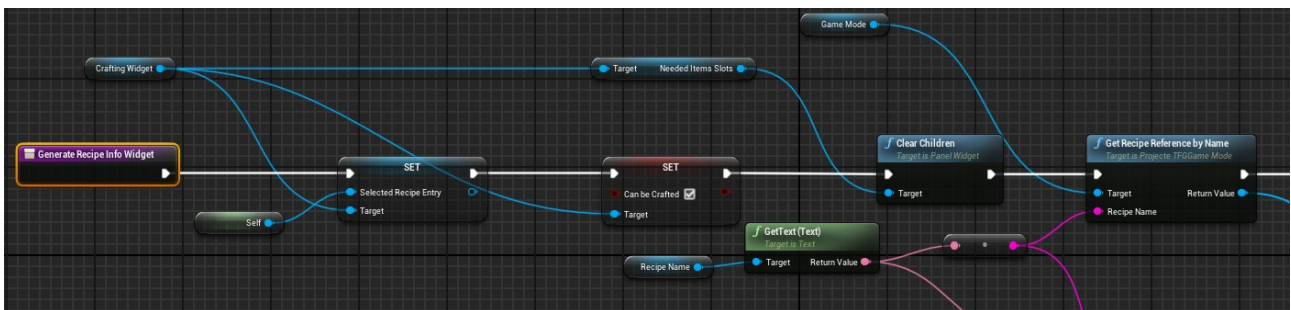 Game Mode
Crafting Widget
Target Needed Items Slots
Generate Recipe Info Widget
SET
Selected Recipe Entry
Target
Self
SET
Can be Crafted
Target
f Clear Children
Target is Panel Widget
Target
f Get Recipe Reference by Name
Target is Projecte TFGGame Mode
Target Return Value
Recipe Name
f GetText (Text)
Target is Text
Target Return Value
Recipe Name